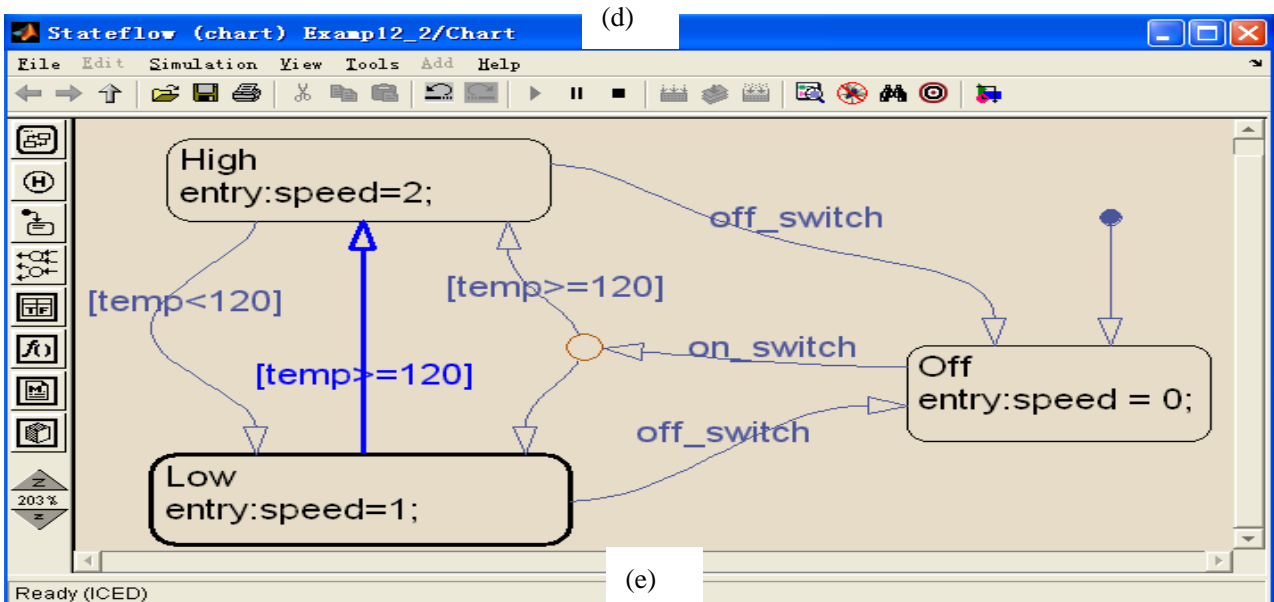 (d)
Stateflow (chart) Examp12_2/Chart
File Edit Simulation View Tools Add Help
High
entry:speed=2;
off_switch
[temp<120]
[temp>=120]
on_switch
[temp>=120]
Off
entry:speed = 0;
off_switch
Low
entry:speed=1;
H
TF
f()
M
Z
203%
Z
(e)
Ready (ICED)